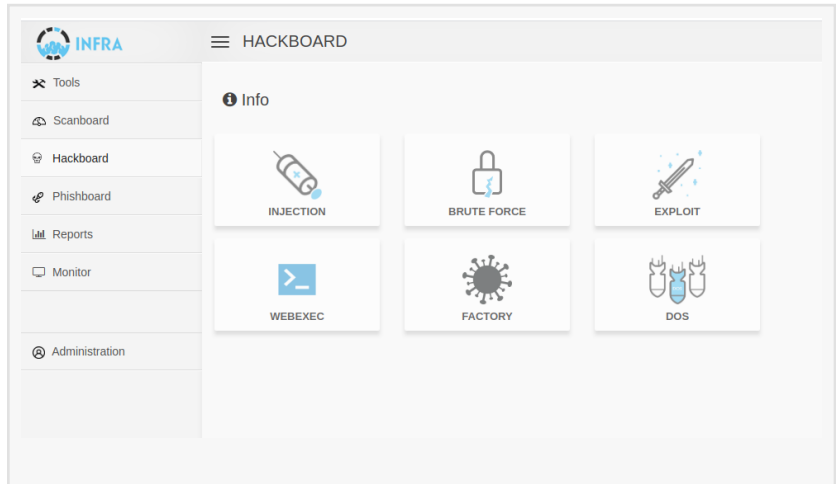 INFRA
HACKBOARD
Tools
Scanboard
Hackboard
Phishboard
Reports
Monitor
Administration
Info
INJECTION
BRUTE FORCE
EXPLOIT
WEBEXEC
FACTORY
DOS